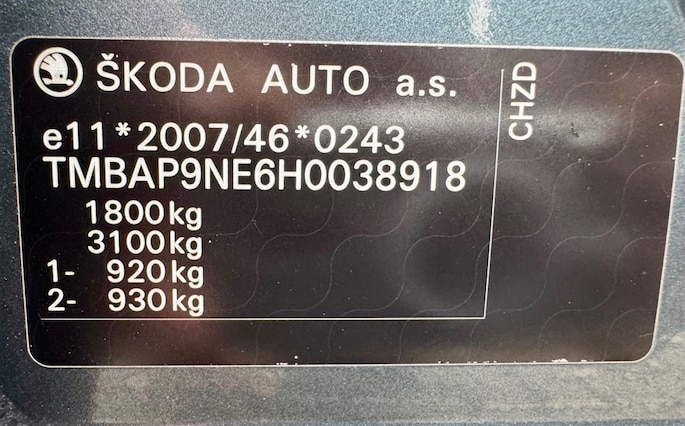 ŠKODA AUTO a.s.
e11*2007/46*0243
TMBAP9NE6H0038918
1800kg
3100kg
1- 920kg
2- 930kg
CHZD